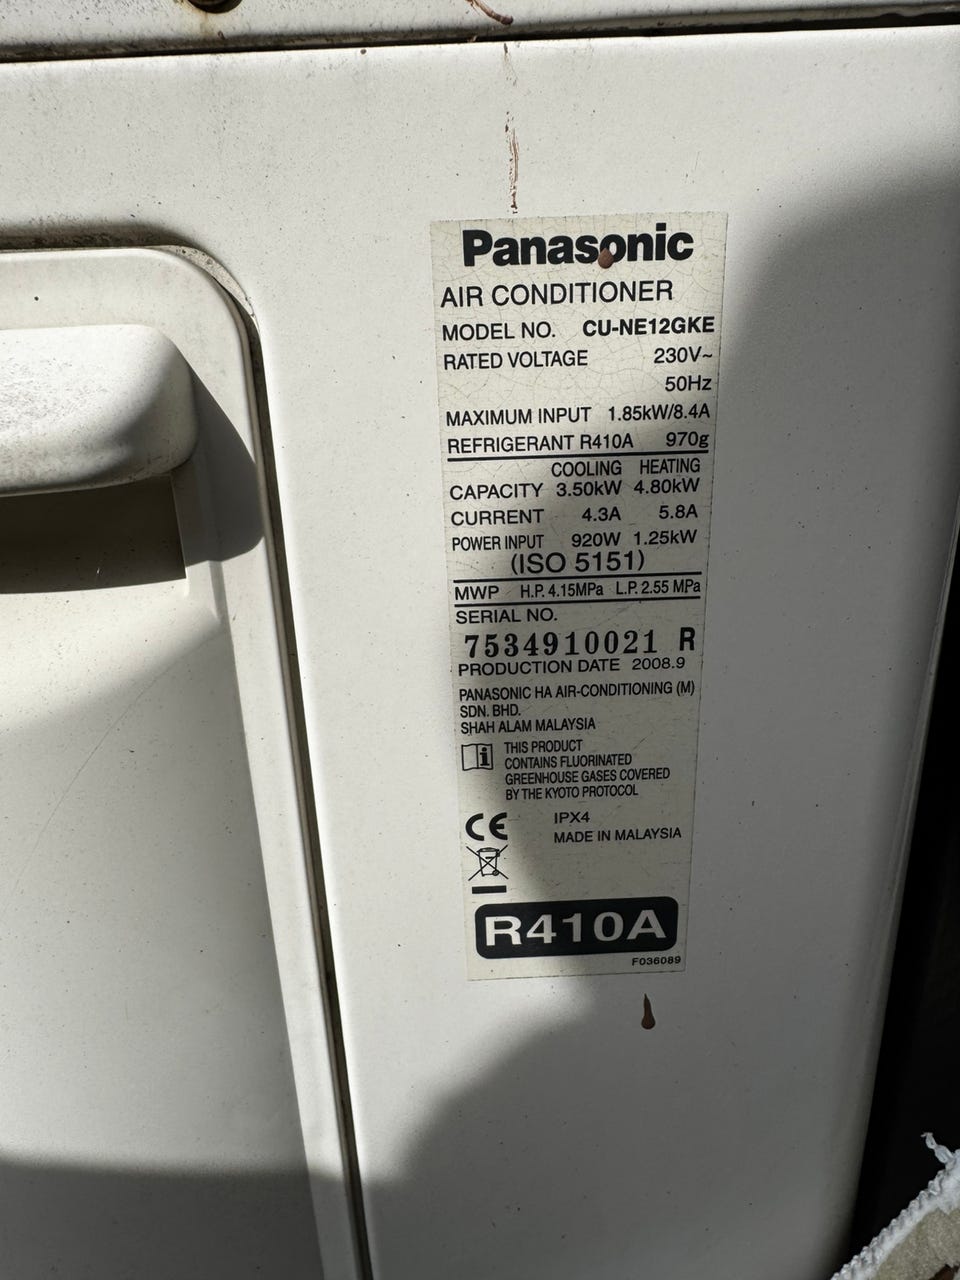 Panasonic
AIR CONDITIONER
MODEL NO. CU-NE12GKE
RATED VOLTAGE 230V~
50Hz
MAXIMUM INPUT 1.85kW/8.4A
REFRIGERANT R410A 970g
COOLING HEATING
CAPACITY 3.50kW 4.80kW
CURRENT 4.3A 5.8A
POWER INPUT 920W 1.25kW
(ISO 5151)
MWP H.P. 4.15MPa L.P. 2.55 MPa
SERIAL NO.
7534910021 R
PRODUCTION DATE 2008.9
PANASONIC HA AIR-CONDITIONING (M)
SDN. BHD.
SHAH ALAM MALAYSIA
i THIS PRODUCT
CONTAINS FLUORINATED
GREENHOUSE GASES COVERED
BY THE KYOTO PROTOCOL
CE IPX4
MADE IN MALAYSIA
R410A
F036089